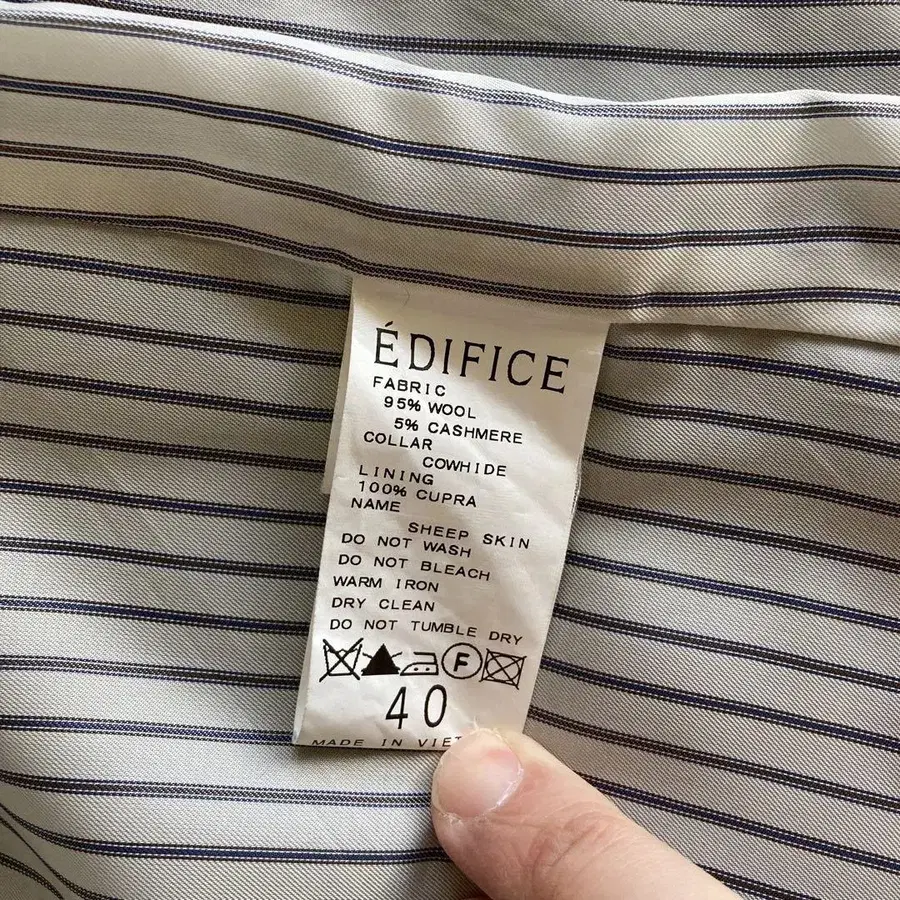 ÉDIFICE
FABRIC
95% WOOL
5% CASHMERE
COLLAR
COWHIDE
LINING
100% CUPRA
NAME
SHEEP SKIN
DO NOT WASH
DO NOT BLEACH
WARM IRON
DRY CLEAN
DO NOT TUMBLE DRY
F
40
MADE IN